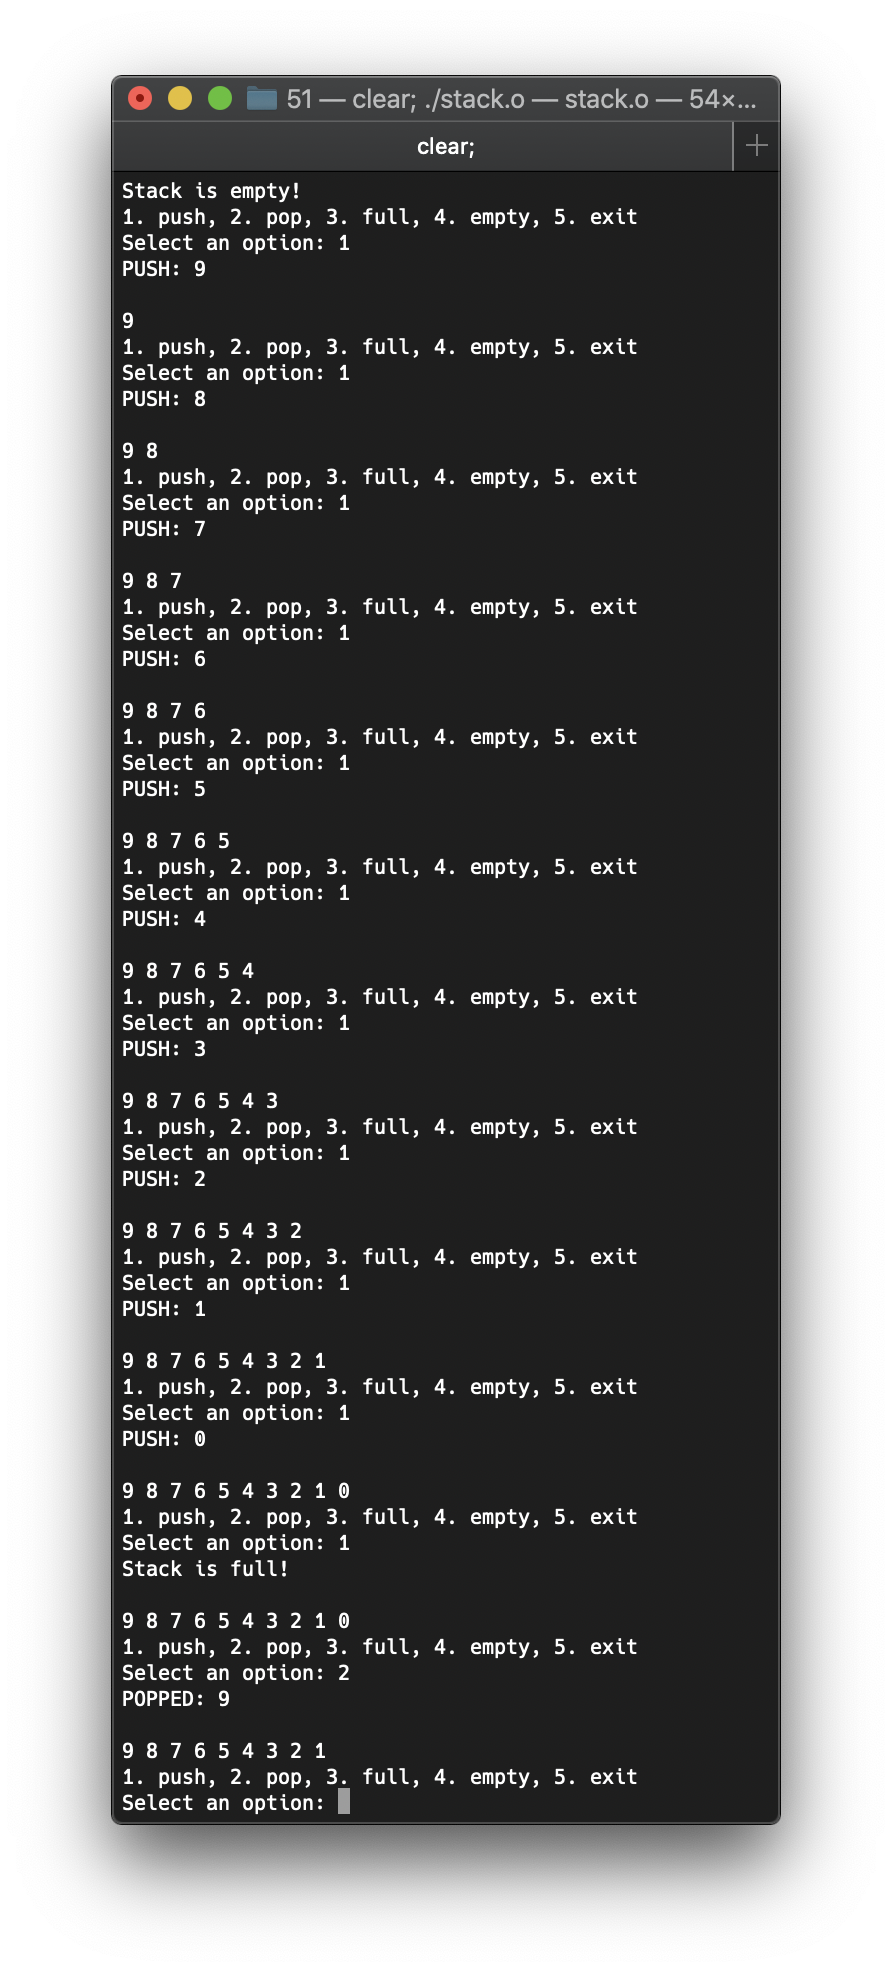 51 — clear; ./stack.o — stack.o — 54×...
clear;
Stack is empty!
1. push, 2. pop, 3. full, 4. empty, 5. exit
Select an option: 1
PUSH: 9
9
1. push, 2. pop, 3. full, 4. empty, 5. exit
Select an option: 1
PUSH: 8
9 8
1. push, 2. pop, 3. full, 4. empty, 5. exit
Select an option: 1
PUSH: 7
9 8 7
1. push, 2. pop, 3. full, 4. empty, 5. exit
Select an option: 1
PUSH: 6
9 8 7 6
1. push, 2. pop, 3. full, 4. empty, 5. exit
Select an option: 1
PUSH: 5
9 8 7 6 5
1. push, 2. pop, 3. full, 4. empty, 5. exit
Select an option: 1
PUSH: 4
9 8 7 6 5 4
1. push, 2. pop, 3. full, 4. empty, 5. exit
Select an option: 1
PUSH: 3
9 8 7 6 5 4 3
1. push, 2. pop, 3. full, 4. empty, 5. exit
Select an option: 1
PUSH: 2
9 8 7 6 5 4 3 2
1. push, 2. pop, 3. full, 4. empty, 5. exit
Select an option: 1
PUSH: 1
9 8 7 6 5 4 3 2 1
1. push, 2. pop, 3. full, 4. empty, 5. exit
Select an option: 1
PUSH: 0
9 8 7 6 5 4 3 2 1 0
1. push, 2. pop, 3. full, 4. empty, 5. exit
Select an option: 1
Stack is full!
9 8 7 6 5 4 3 2 1 0
1. push, 2. pop, 3. full, 4. empty, 5. exit
Select an option: 2
POPPED: 9
9 8 7 6 5 4 3 2 1
1. push, 2. pop, 3. full, 4. empty, 5. exit
Select an option: